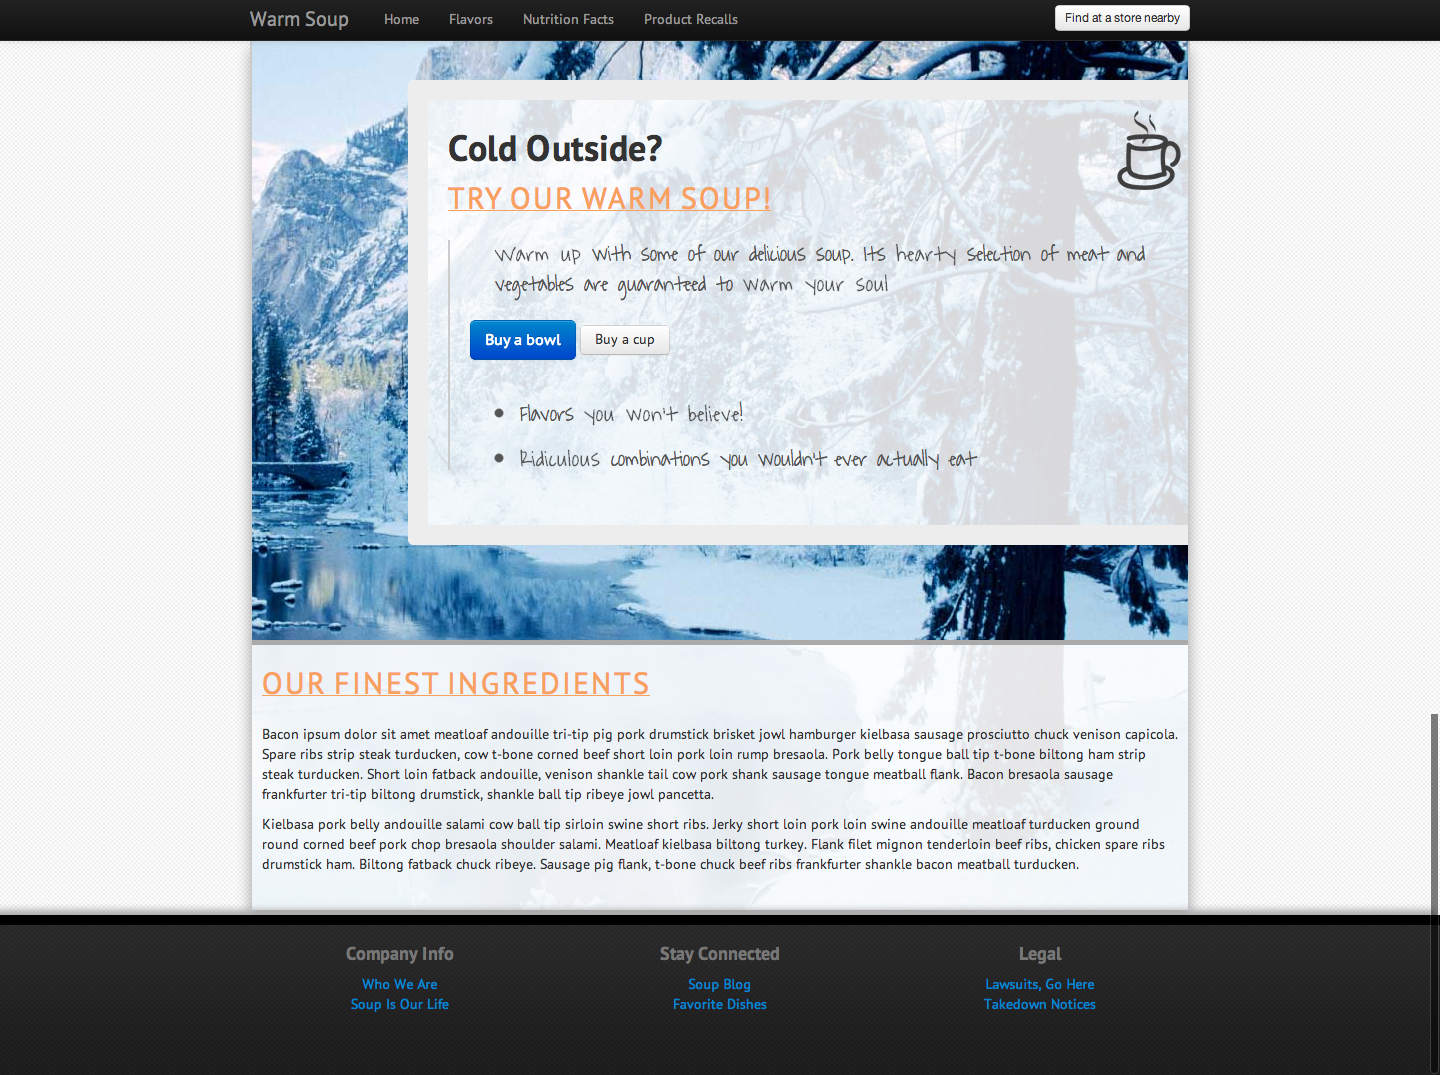 Warm Soup Home Flavors Nutrition Facts Product Recalls Find at a store nearby
Cold Outside?
TRY OUR WARM SOUP!
Warm up with some of our delicious soup. Its hearty selection of meat and
vegetables are guaranteed to warm your soul
Buy a bowl Buy a cup
• Flavors you won't believe!
• Ridiculous combinations you wouldn't ever actually eat
OUR FINEST INGREDIENTS
Bacon ipsum dolor sit amet meatloaf andouille tri-tip pig pork drumstick brisket jowl hamburger kielbasa sausage prosciutto chuck venison capicola.
Spare ribs strip steak turducken, cow t-bone corned beef short loin pork loin rump bresaola. Pork belly tongue ball tip t-bone biltong ham strip
steak turducken. Short loin fatback andouille, venison shankle tail cow pork shank sausage tongue meatball flank. Bacon bresaola sausage
frankfurter tri-tip biltong drumstick, shankle ball tip ribeye jowl pancetta.
Kielbasa pork belly andouille salami cow ball tip sirloin swine short ribs. Jerky short loin pork loin swine andouille meatloaf turducken ground
round corned beef pork chop bresaola shoulder salami. Meatloaf kielbasa biltong turkey. Flank filet mignon tenderloin beef ribs, chicken spare ribs
drumstick ham. Biltong fatback chuck ribeye. Sausage pig flank, t-bone chuck beef ribs frankfurter shankle bacon meatball turducken.
Company Info Stay Connected Legal
Who We Are Soup Blog Lawsuits, Go Here
Soup Is Our Life Favorite Dishes Takedown Notices